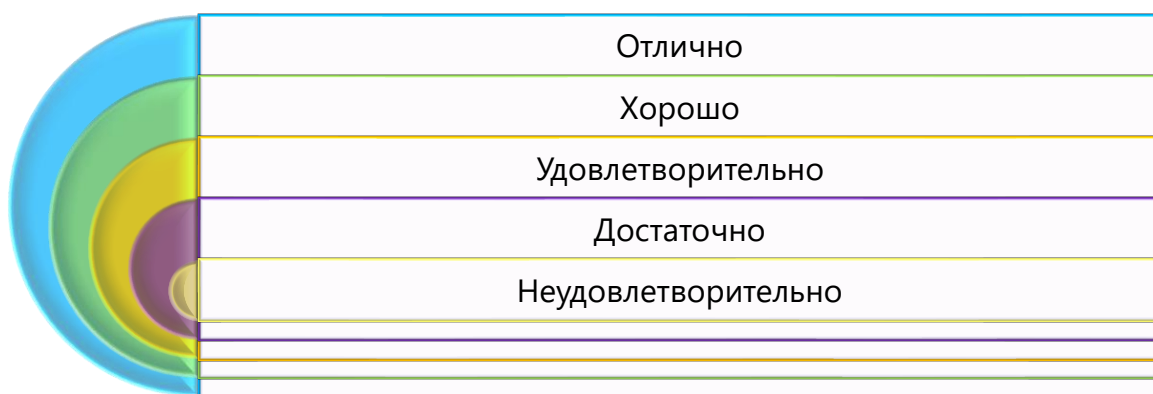 Отлично
Хорошо
Удовлетворительно
Достаточно
Неудовлетворительно